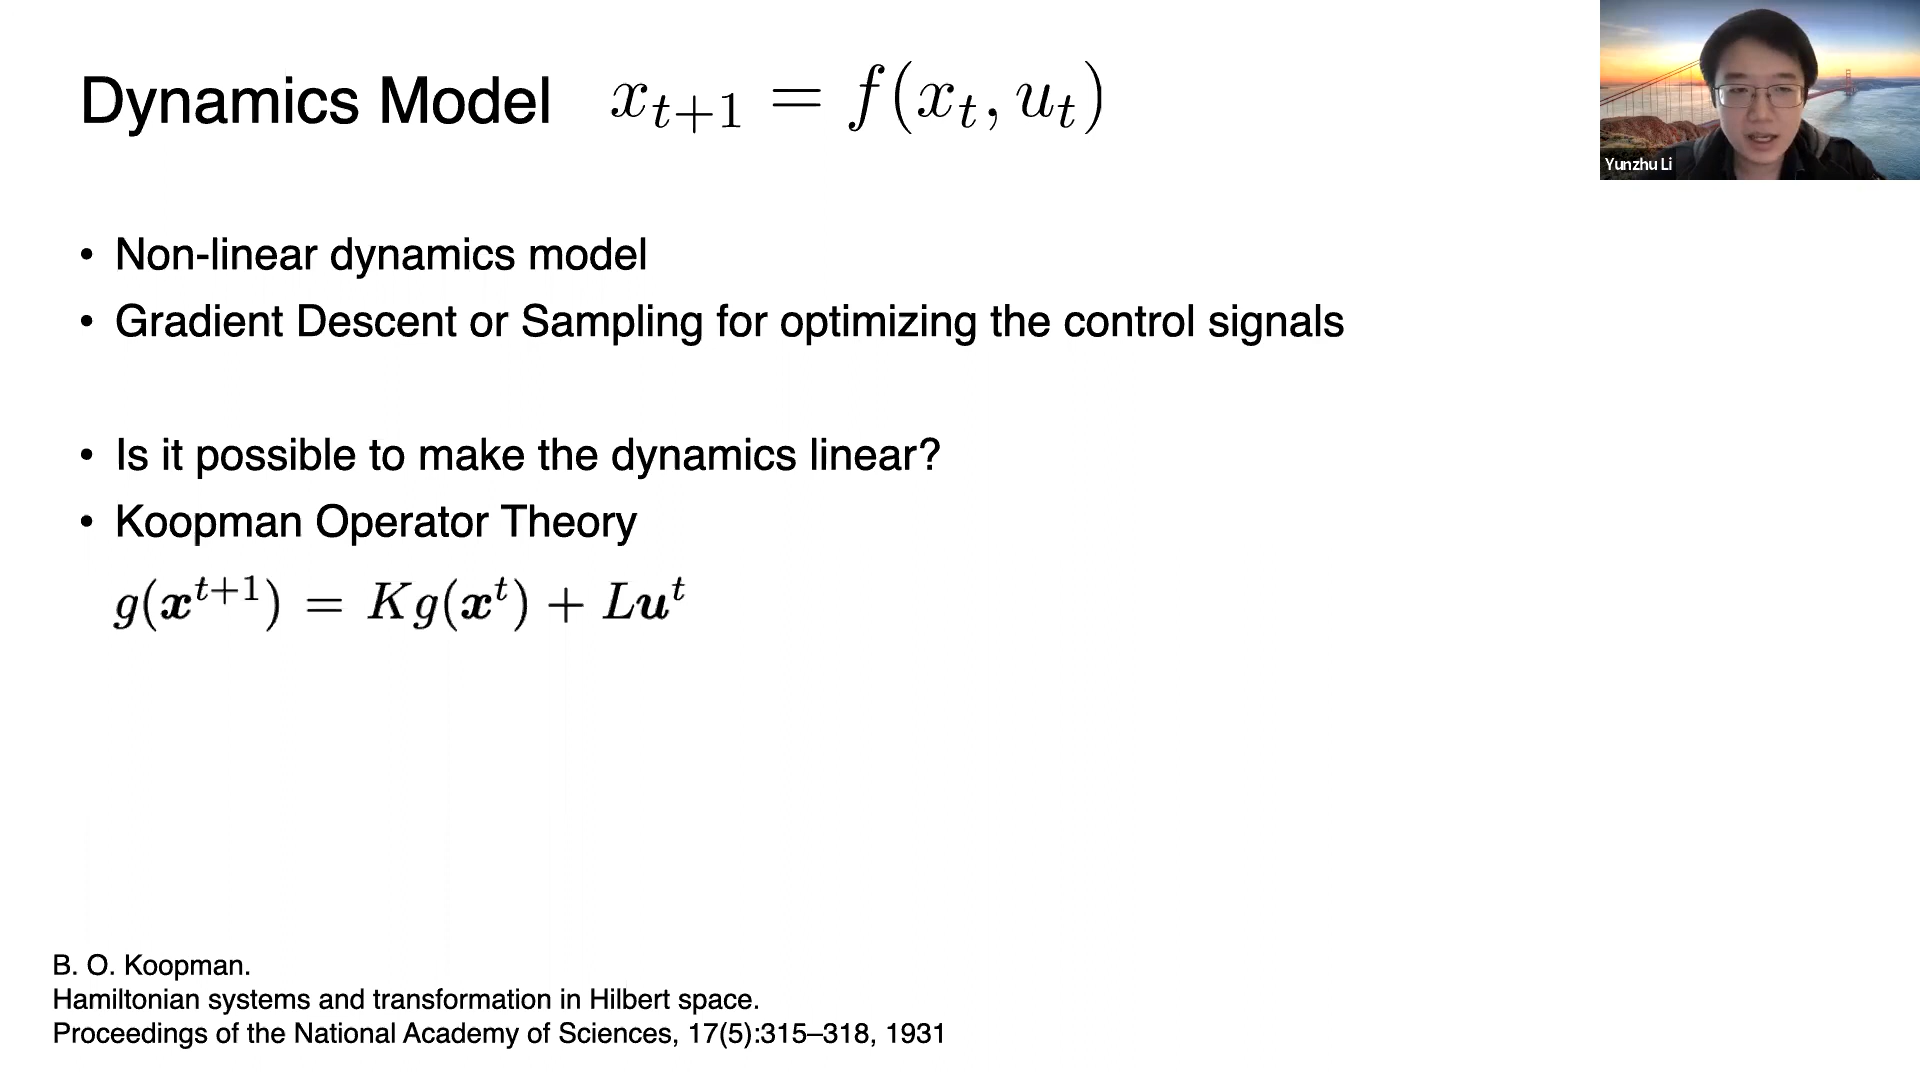 Dynamics Model x_{t+1} = f(x_t, u_t)
Yunzhu Li
• Non-linear dynamics model
• Gradient Descent or Sampling for optimizing the control signals
• Is it possible to make the dynamics linear?
• Koopman Operator Theory
g(x^{t+1}) = Kg(x^t) + Lu^t
B. O. Koopman.
Hamiltonian systems and transformation in Hilbert space.
Proceedings of the National Academy of Sciences, 17(5):315–318, 1931